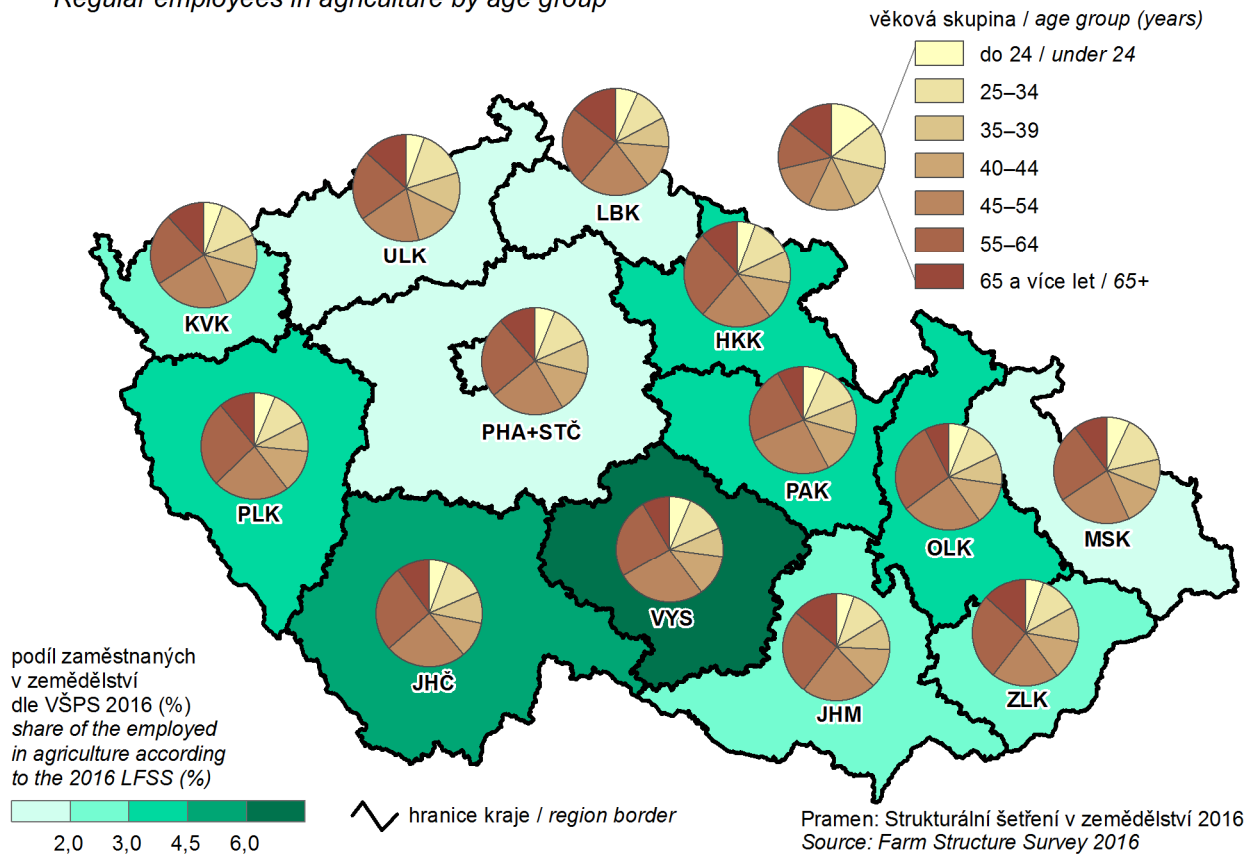 Regular employees in agriculture by age group
věková skupina / age group (years)
do 24 / under 24
25–34
35–39
40–44
45–54
55–64
65 a více let / 65+
LBK
ULK
KVK
HKK
PHA+STČ
PAK
PLK
OLK
MSK
VYS
JHČ
ZLK
JHM
podíl zaměstnaných
v zemědělství
dle VŠPS 2016 (%)
share of the employed
in agriculture according
to the 2016 LFSS (%)
2,0 3,0 4,5 6,0
hranice kraje / region border
Pramen: Strukturální šetření v zemědělství 2016
Source: Farm Structure Survey 2016